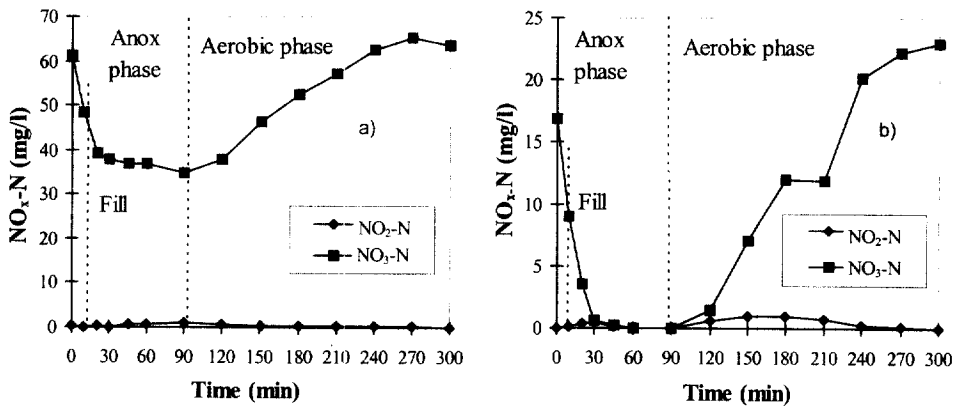 70
60
50
40
30
20
10
0
NOx-N (mg/l)
Anox phase
Aerobic phase
a)
Fill
NO2-N
NO3-N
0 30 60 90 120 150 180 210 240 270 300
Time (min)
25
20
15
10
5
0
NOx-N (mg/l)
Anox phase
Aerobic phase
b)
Fill
NO2-N
NO3-N
0 30 60 90 120 150 180 210 240 270 300
Time (min)